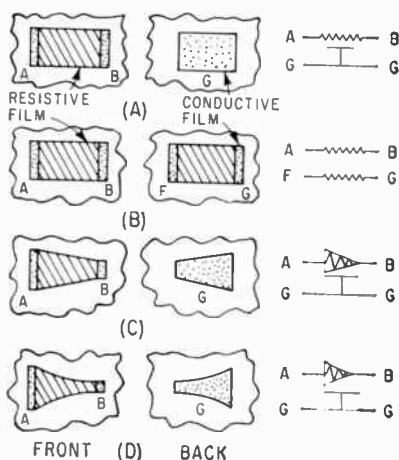 A B G A B
G G
RESISTIVE FILM (A) CONDUCTIVE FILM
A B F G A B
F G
(B)
A B G A B
G G
(C)
A B G A B
G G
FRONT (D) BACK